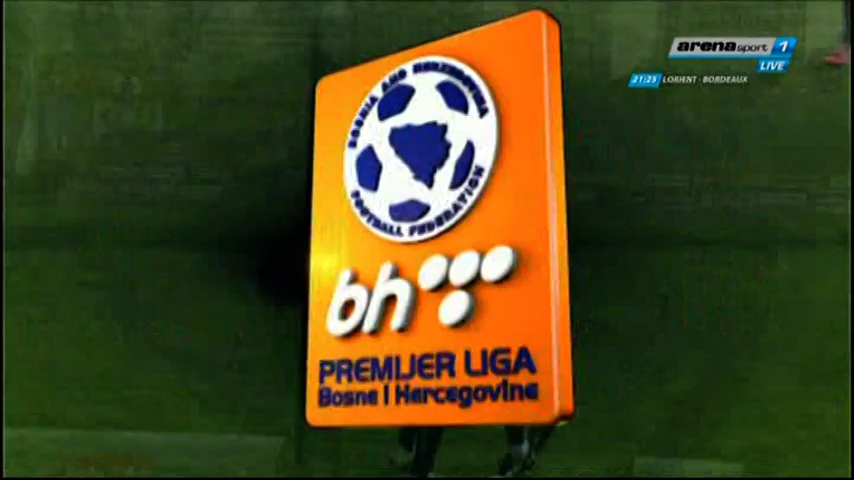 arena sport 1
LIVE
21:25 LORIENT - BORDEAUX
BOSNIA AND HERZEGOVINA
FOOTBALL FEDERATION
bh
PREMIJER LIGA
Bosne i Hercegovine